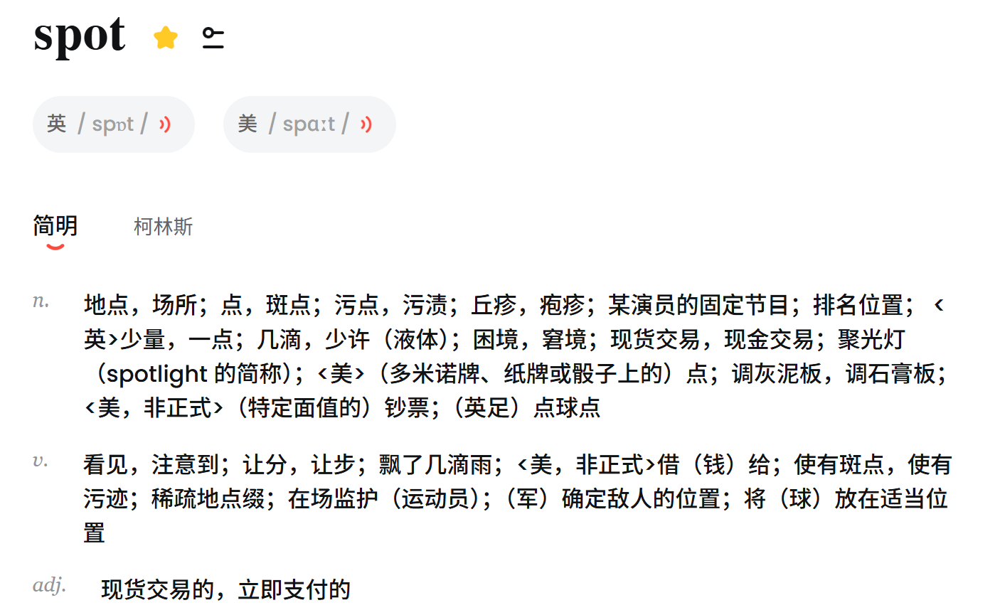 spot
英 / spɒt / 美 / spɑːt /
简明 柯林斯
n. 地点，场所；点，斑点；污点，污渍；丘疹，疱疹；某演员的固定节目；排名位置； <
英>少量，一点；几滴，少许（液体）；困境，窘境；现货交易，现金交易；聚光灯
（spotlight 的简称）；<美>（多米诺牌、纸牌或骰子上的）点；调灰泥板，调石膏板；
<美，非正式>（特定面值的）钞票；（英足）点球点
v. 看见，注意到；让分，让步；飘了几滴雨；<美，非正式>借（钱）给；使有斑点，使有
污迹；稀疏地点缀；在场监护（运动员）；（军）确定敌人的位置；将（球）放在适当位
置
adj. 现货交易的，立即支付的